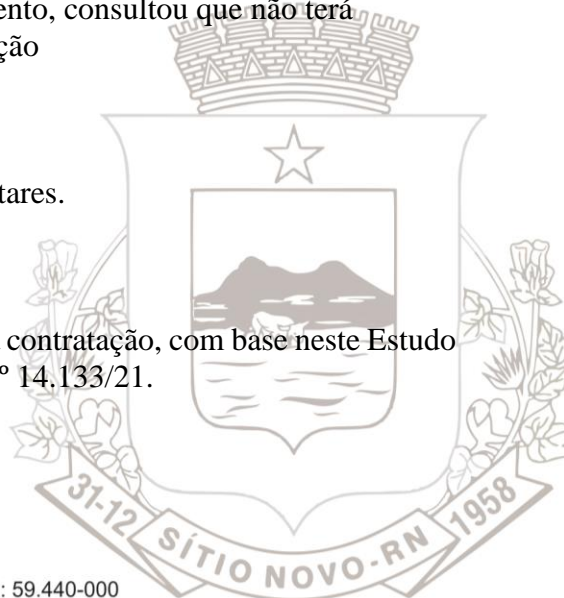 ento, consultou que não terá
ção
tares.
contratação, com base neste Estudo
º 14.133/21.
31-12 SÍTIO NOVO-RN 1958
: 59.440-000